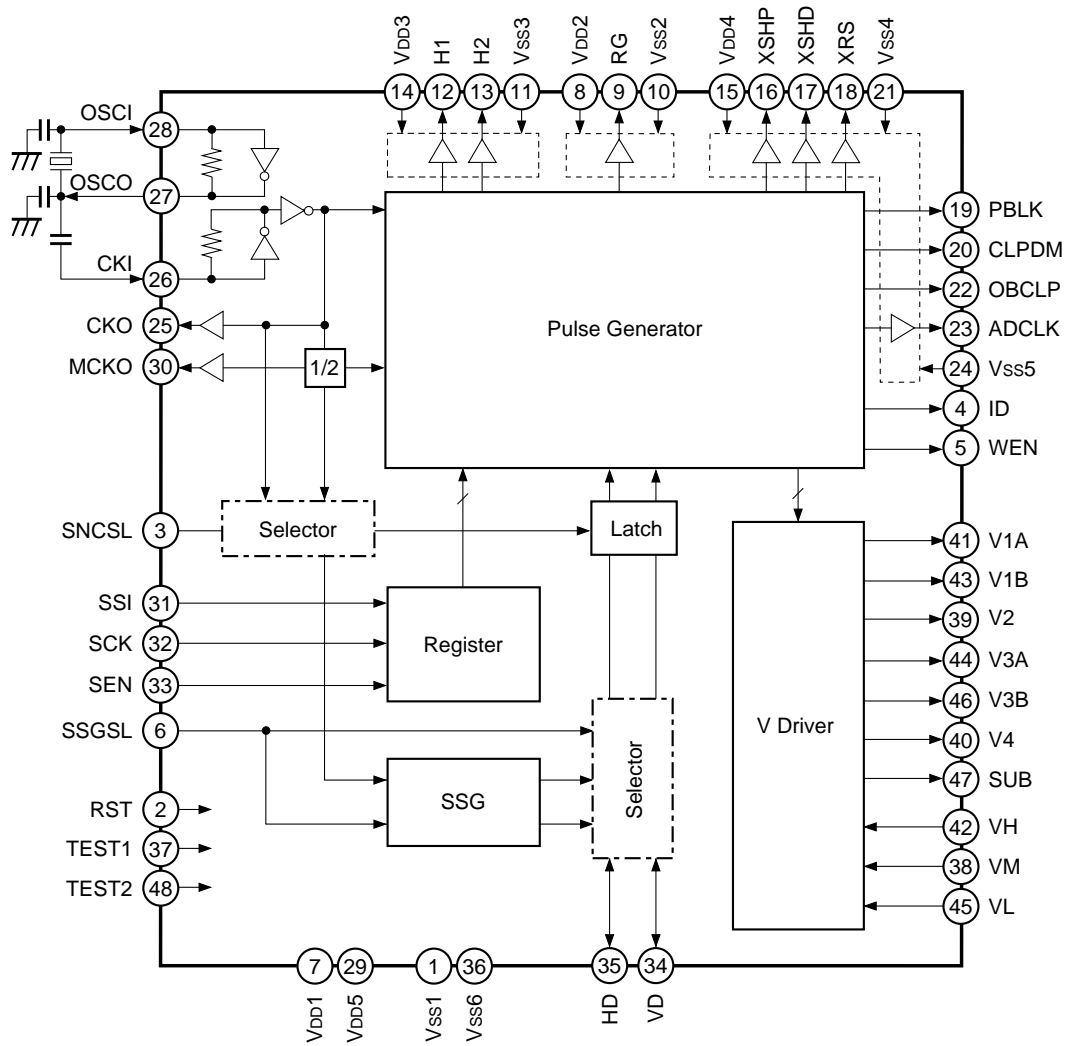 VDD3
H1
H2
VSS3
VDD2
RG
VSS2
VDD4
XSHP
XSHD
XRS
VSS4
14
12
13
11
8
9
10
15
16
17
18
21
OSCI
28
OSCO
27
CKI
26
CKO
25
MCKO
30
1/2
Pulse Generator
19 PBLK
20 CLPDM
22 OBCLP
23 ADCLK
24 VSS5
4 ID
5 WEN
SNCSL 3
Selector
Latch
SSI 31
SCK 32
SEN 33
Register
SSGSL 6
SSG
Selector
RST 2
TEST1 37
TEST2 48
V Driver
41 V1A
43 V1B
39 V2
44 V3A
46 V3B
40 V4
47 SUB
42 VH
38 VM
45 VL
7
29
1
36
35
34
VDD1
VDD5
VSS1
VSS6
HD
VD